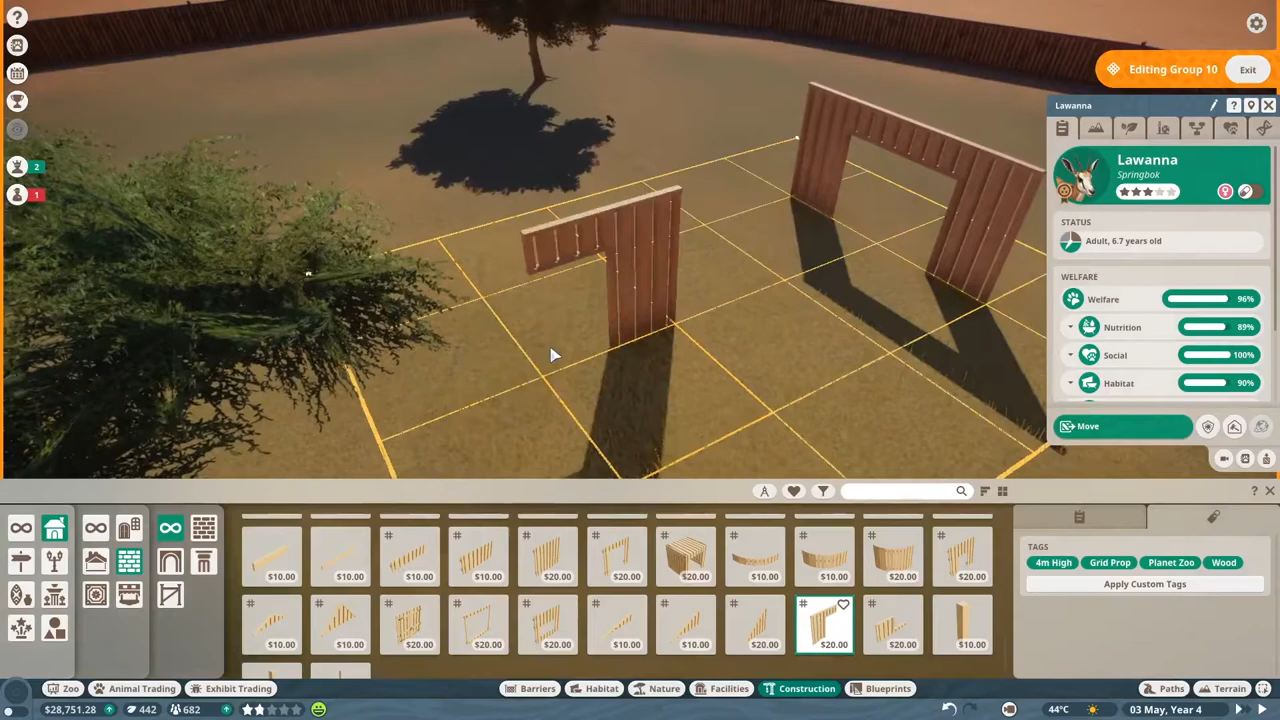 Editing Group 10
Exit
Lawanna
Lawanna
Springbok
STATUS
Adult, 6.7 years old
WELFARE
Welfare 96%
Nutrition 89%
Social 100%
Habitat 90%
Move
2
1
$10.00 $10.00 $10.00 $10.00 $20.00 $20.00 $20.00 $10.00 $10.00 $20.00 $20.00
$10.00 $10.00 $20.00 $20.00 $20.00 $10.00 $10.00 $20.00 $20.00 $20.00 $10.00
TAGS
4m High Grid Prop Planet Zoo Wood
Apply Custom Tags
Zoo Animal Trading Exhibit Trading Barriers Habitat Nature Facilities Construction Blueprints Paths Terrain
$28,751.28 442 682 44°C 03 May, Year 4